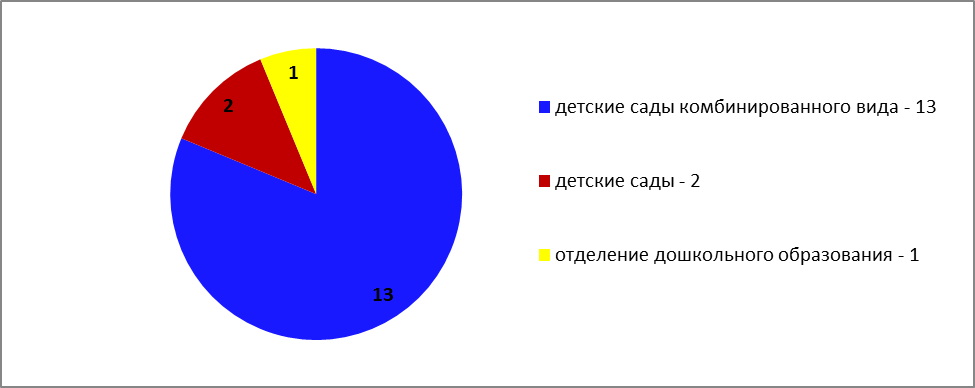 1
2
13
детские сады комбинированного вида - 13
детские сады - 2
отделение дошкольного образования - 1